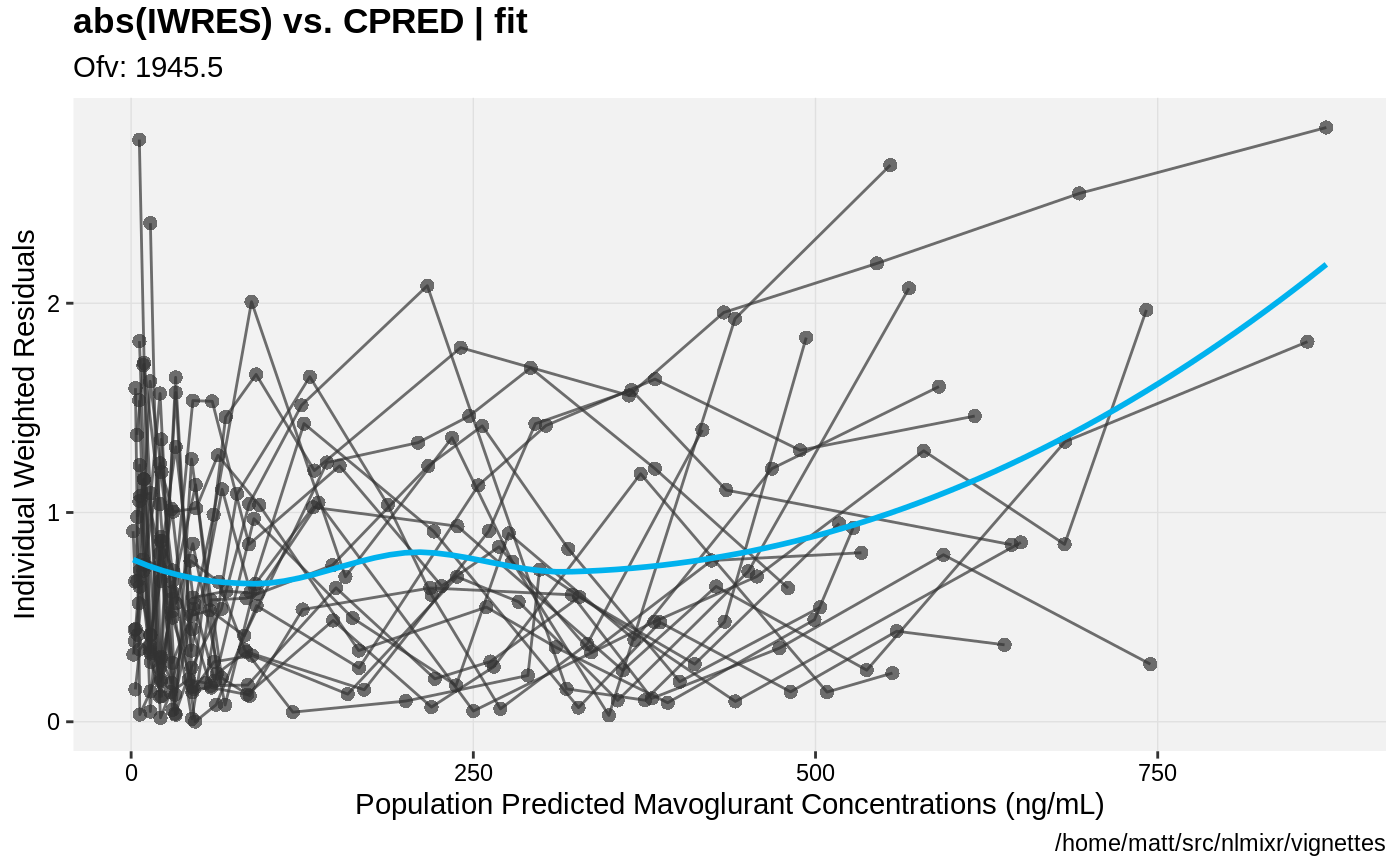 abs(IWRES) vs. CPRED | fit
Ofv: 1945.5
Individual Weighted Residuals
2
1
0
0 250 500 750
Population Predicted Mavoglurant Concentrations (ng/mL)
/home/matt/src/nlmixr/vignettes